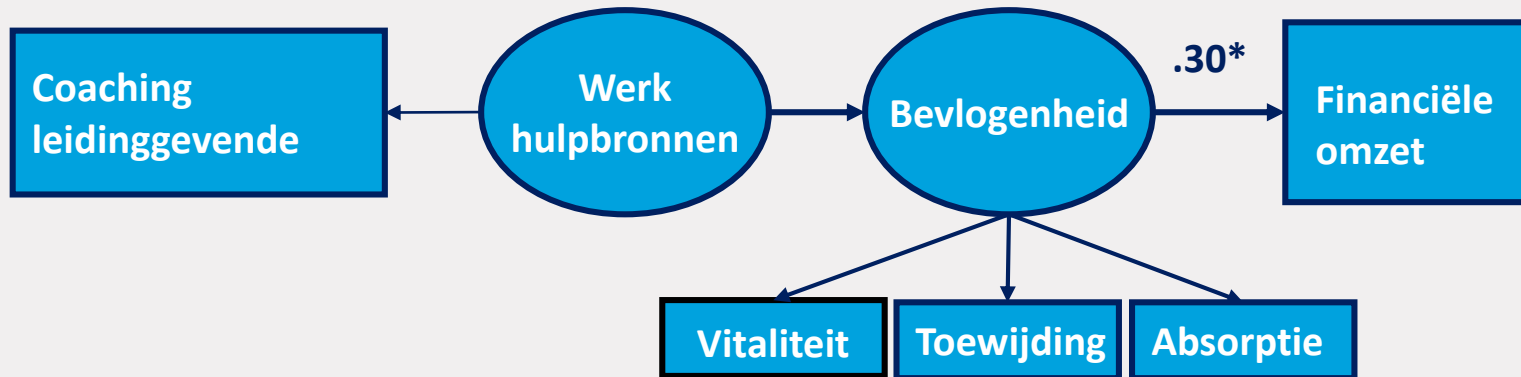 Coaching
leidinggevende
Werk
hulpbronnen
Bevlogenheid
.30*
Financiële
omzet
Vitaliteit
Toewijding
Absorptie